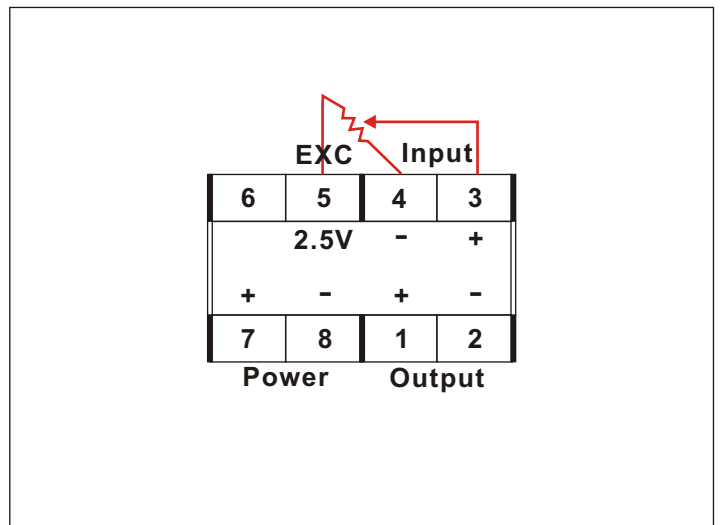 EXC Input
6 5 4 3
2.5V - +
+ - + -
7 8 1 2
Power Output